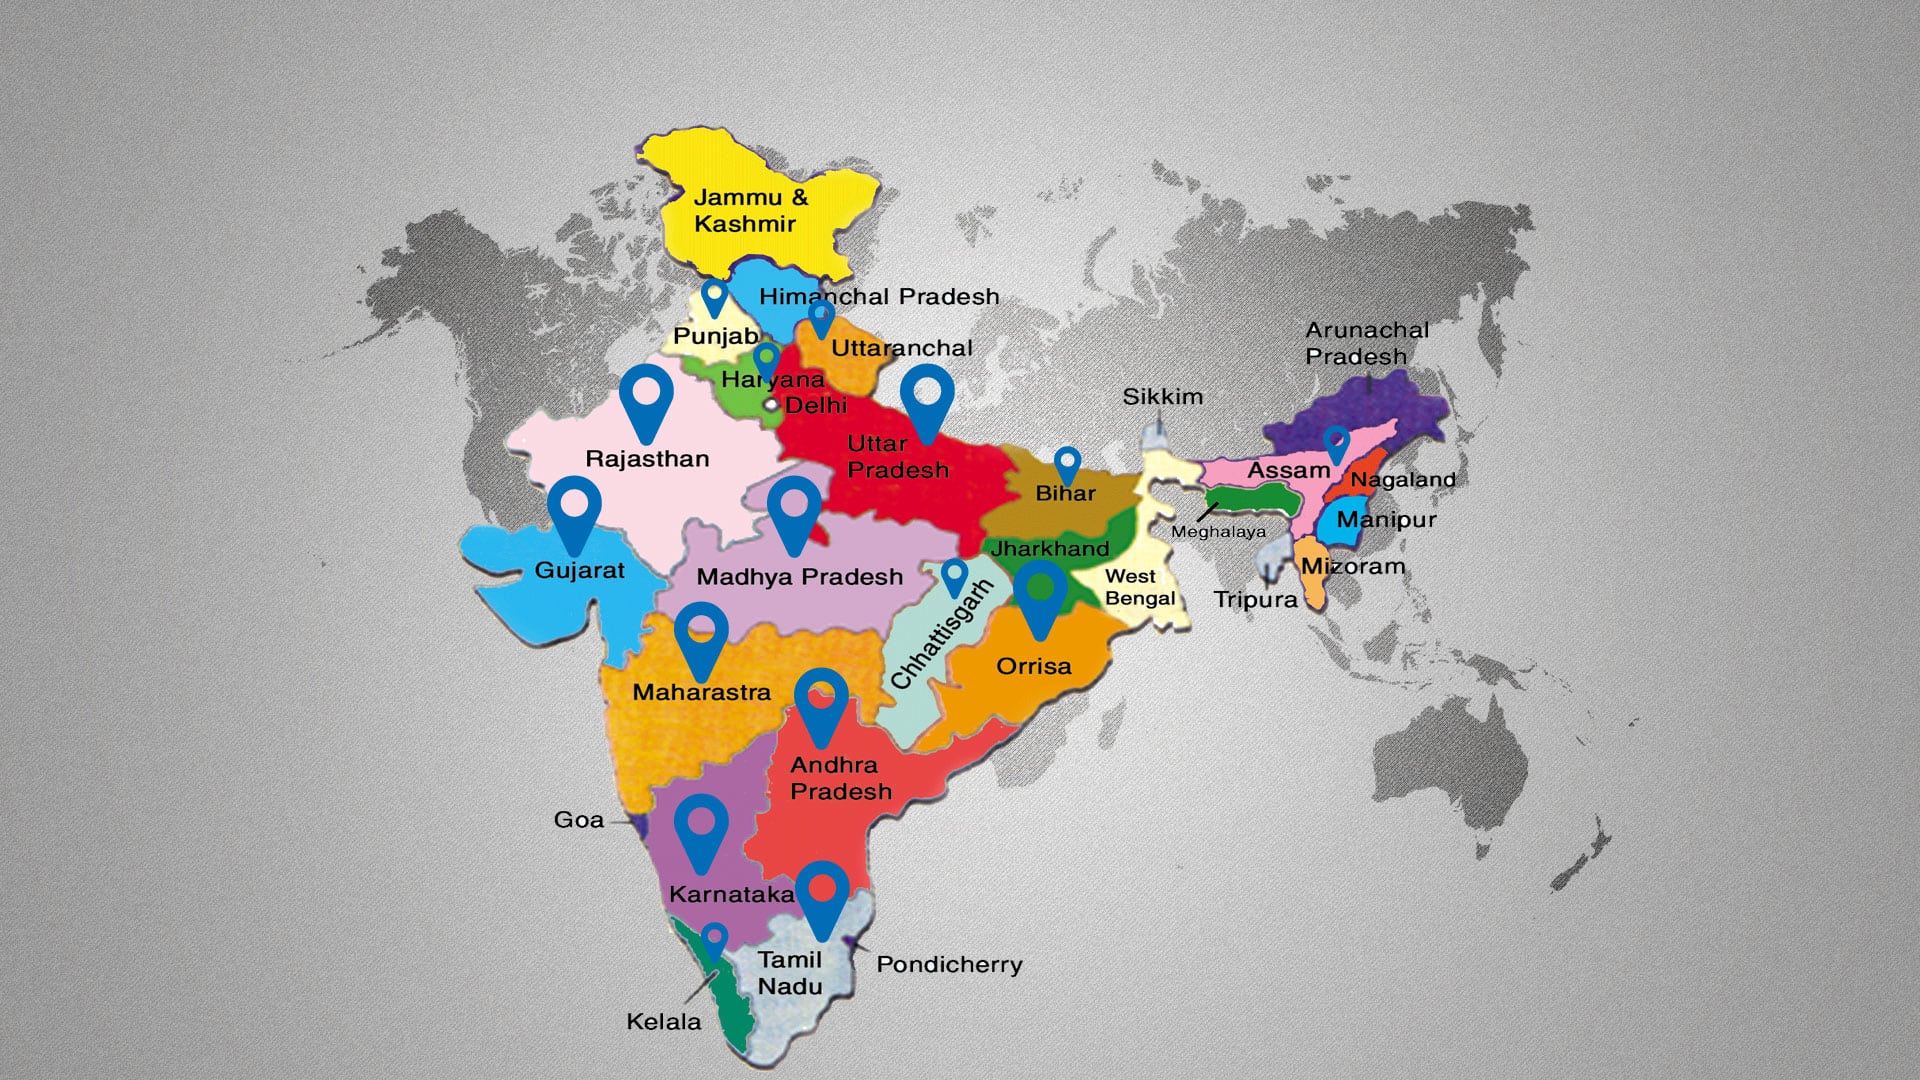 Jammu &
Kashmir
Himanchal Pradesh
Punjab
Uttaranchal
Haryana
Delhi
Rajasthan
Uttar
Pradesh
Bihar
Sikkim
Arunachal
Pradesh
Assam
Nagaland
Meghalaya
Manipur
Mizoram
Tripura
Jharkhand
West
Bengal
Gujarat
Madhya Pradesh
Chhattisgarh
Orrisa
Maharastra
Andhra
Pradesh
Goa
Karnataka
Tamil
Nadu
Pondicherry
Kelala